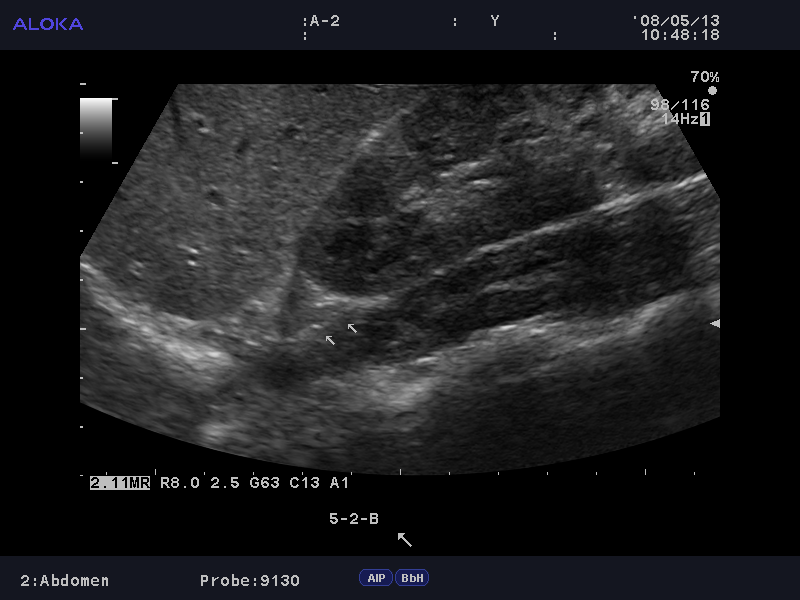 ALOKA
:A-2 : Y '08/05/13
: : 10:48:18
70%
98/116
14Hz1
2.11MR R8.0 2.5 G63 C13 A1
5-2-B
2:Abdomen Probe:9130 AIP BbH